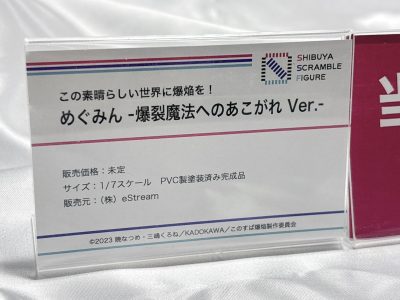 SHIBUYA
SCRAMBLE
FIGURE
この素晴らしい世界に爆焔を!
めぐみん -爆裂魔法へのあこがれ Ver.-
販売価格:未定
サイズ:1/7スケール PVC製塗装済み完成品
販売元:(株)eStream
©2023 暁なつめ・三嶋くろね/KADOKAWA/このすば爆焔製作委員会
当